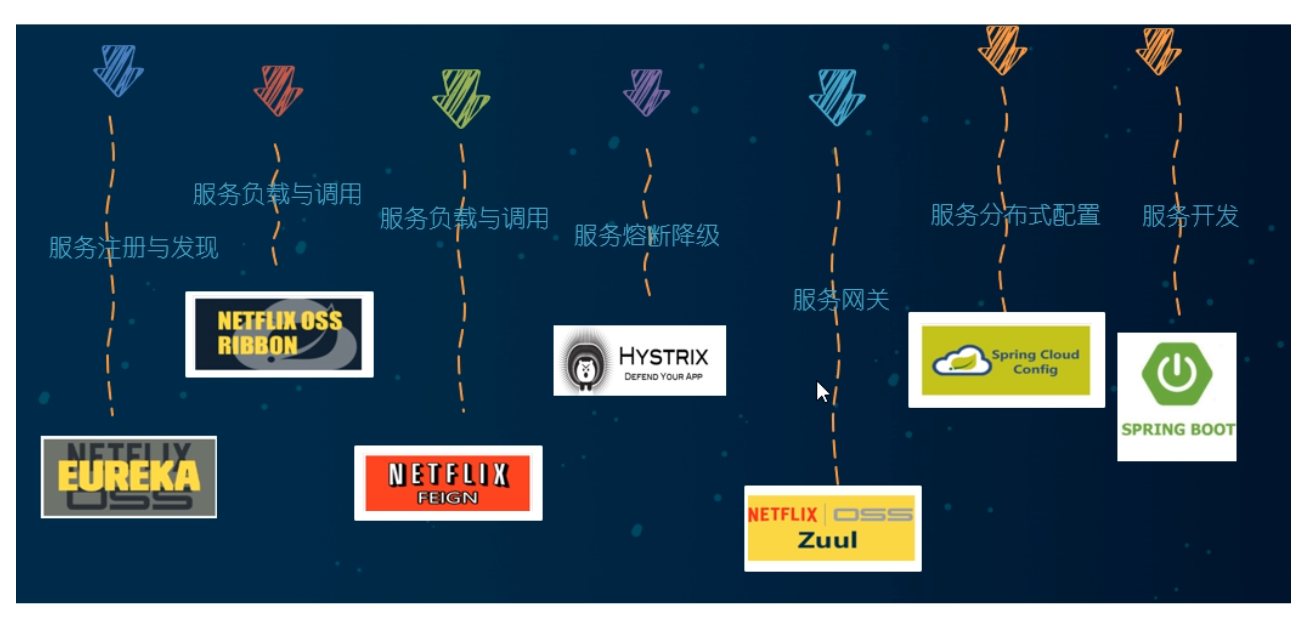 服务注册与发现
NETFLIX
EUREKA
OSS
服务负载与调用
NETFLIX OSS
RIBBON
服务负载与调用
NETFLIX
FEIGN
服务熔断降级
HYSTRIX
DEFEND YOUR APP
服务网关
NETFLIX | OSS
Zuul
服务分布式配置
Spring Cloud
Config
服务开发
SPRING BOOT